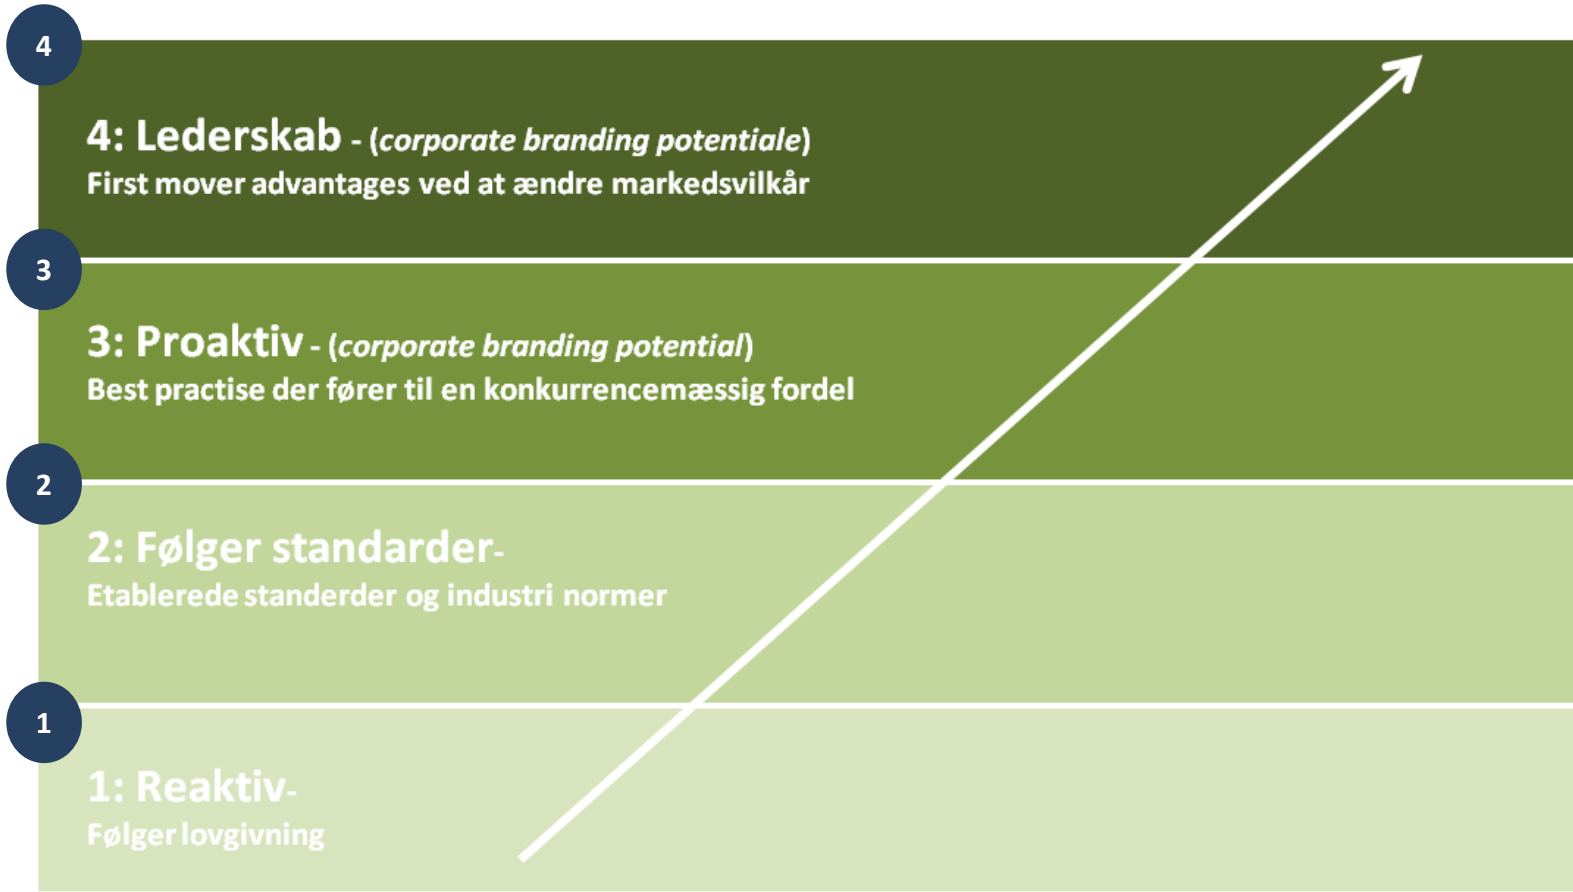 4
4: Lederskab - (corporate branding potentiale)
First mover advantages ved at ændre markedsvilkår
3
3: Proaktiv - (corporate branding potential)
Best practise der fører til en konkurrencemæssig fordel
2
2: Følger standarder-
Etablerede standerder og industri normer
1
1: Reaktiv-
Følger lovgivning